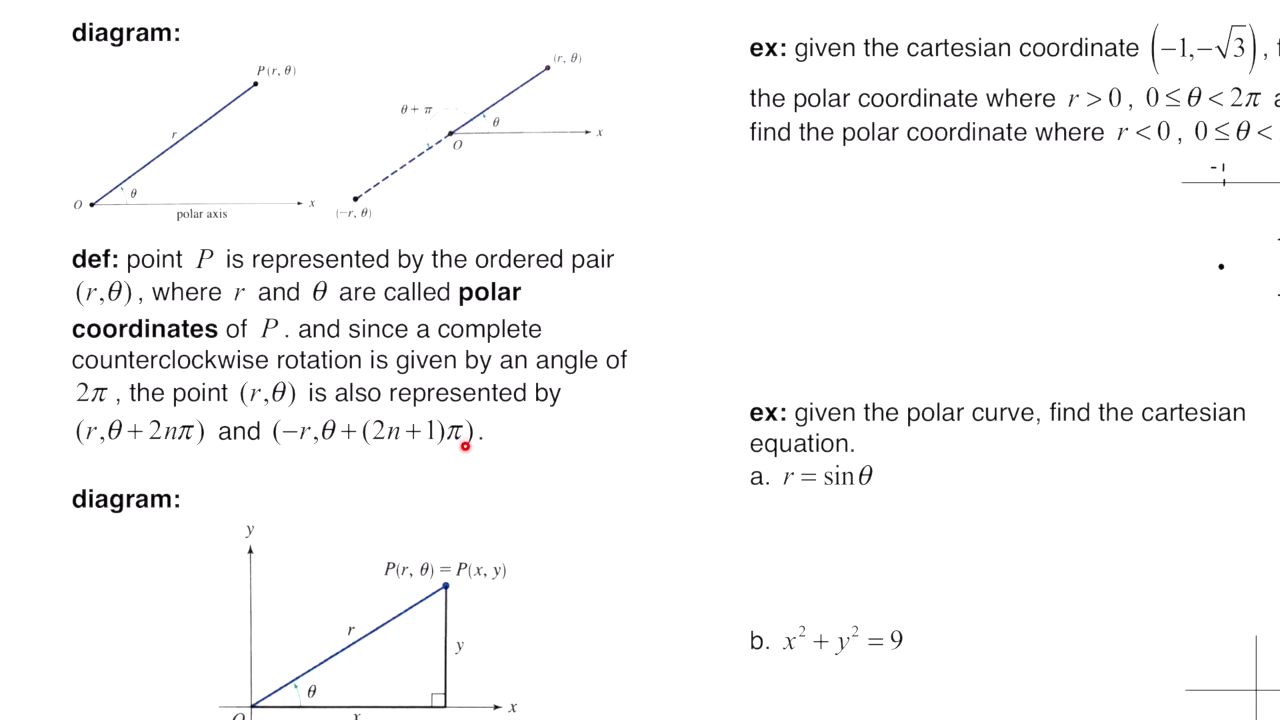 diagram:
P(r, θ)
r
θ
O
x
polar axis
(r, θ)
θ + π
θ
O
x
(−r, θ)
def: point P is represented by the ordered pair
(r,θ), where r and θ are called polar
coordinates of P. and since a complete
counterclockwise rotation is given by an angle of
2π , the point (r,θ) is also represented by
(r,θ+2nπ) and (−r,θ+(2n+1)π).
diagram:
y
P(r, θ) = P(x, y)
r
y
θ
x
O
x
ex: given the cartesian coordinate (−1,−√3), f
the polar coordinate where r>0, 0≤θ<2π a
find the polar coordinate where r<0, 0≤θ<
-1
ex: given the polar curve, find the cartesian
equation.
a. r = sinθ
b. x² + y² = 9